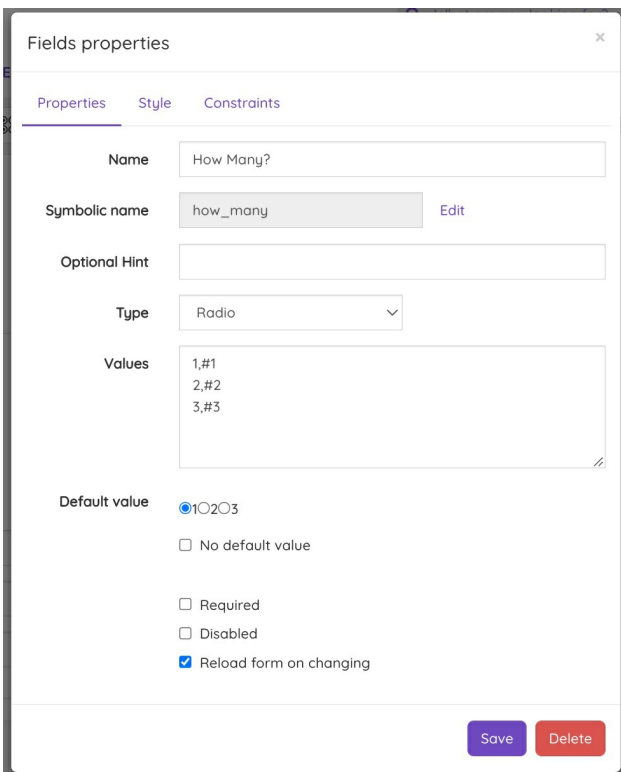 Fields properties ×
Properties Style Constraints
Name How Many?
Symbolic name how_many Edit
Optional Hint
Type Radio
Values 1,#1
2,#2
3,#3
Default value 1 2 3
No default value
Required
Disabled
Reload form on changing
Save Delete